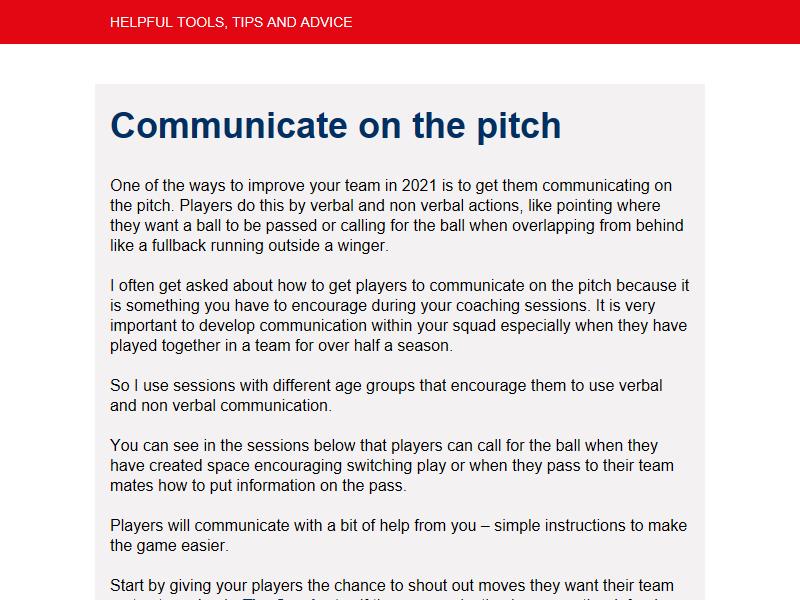 HELPFUL TOOLS, TIPS AND ADVICE
Communicate on the pitch
One of the ways to improve your team in 2021 is to get them communicating on
the pitch. Players do this by verbal and non verbal actions, like pointing where
they want a ball to be passed or calling for the ball when overlapping from behind
like a fullback running outside a winger.
I often get asked about how to get players to communicate on the pitch because it
is something you have to encourage during your coaching sessions. It is very
important to develop communication within your squad especially when they have
played together in a team for over half a season.
So I use sessions with different age groups that encourage them to use verbal
and non verbal communication.
You can see in the sessions below that players can call for the ball when they
have created space encouraging switching play or when they pass to their team
mates how to put information on the pass.
Players will communicate with a bit of help from you – simple instructions to make
the game easier.
Start by giving your players the chance to shout out moves they want their team